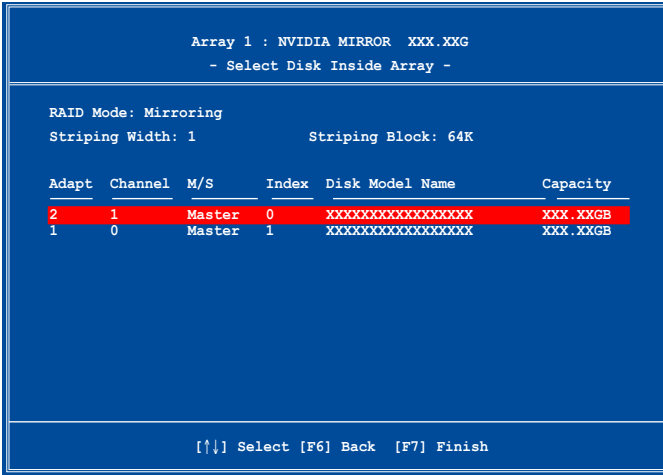 Array 1 : NVIDIA MIRROR XXX.XXG
- Select Disk Inside Array -
RAID Mode: Mirroring
Striping Width: 1 Striping Block: 64K
Adapt Channel M/S Index Disk Model Name Capacity
2 1 Master 0 XXXXXXXXXXXXXXXXX XXX.XXGB
1 0 Master 1 XXXXXXXXXXXXXXXXX XXX.XXGB
[↑↓] Select [F6] Back [F7] Finish